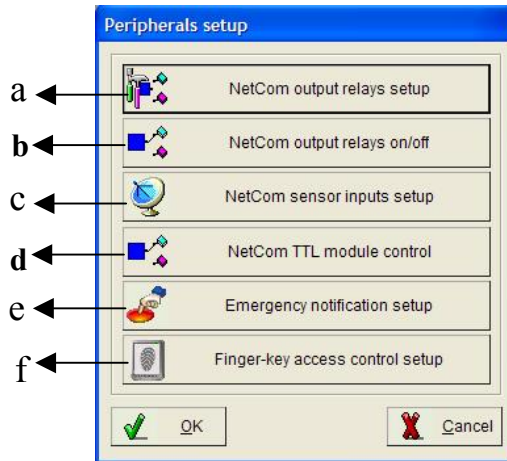 Peripherals setup
a NetCom output relays setup
b NetCom output relays on/off
c NetCom sensor inputs setup
d NetCom TTL module control
e Emergency notification setup
f Finger-key access control setup
OK Cancel